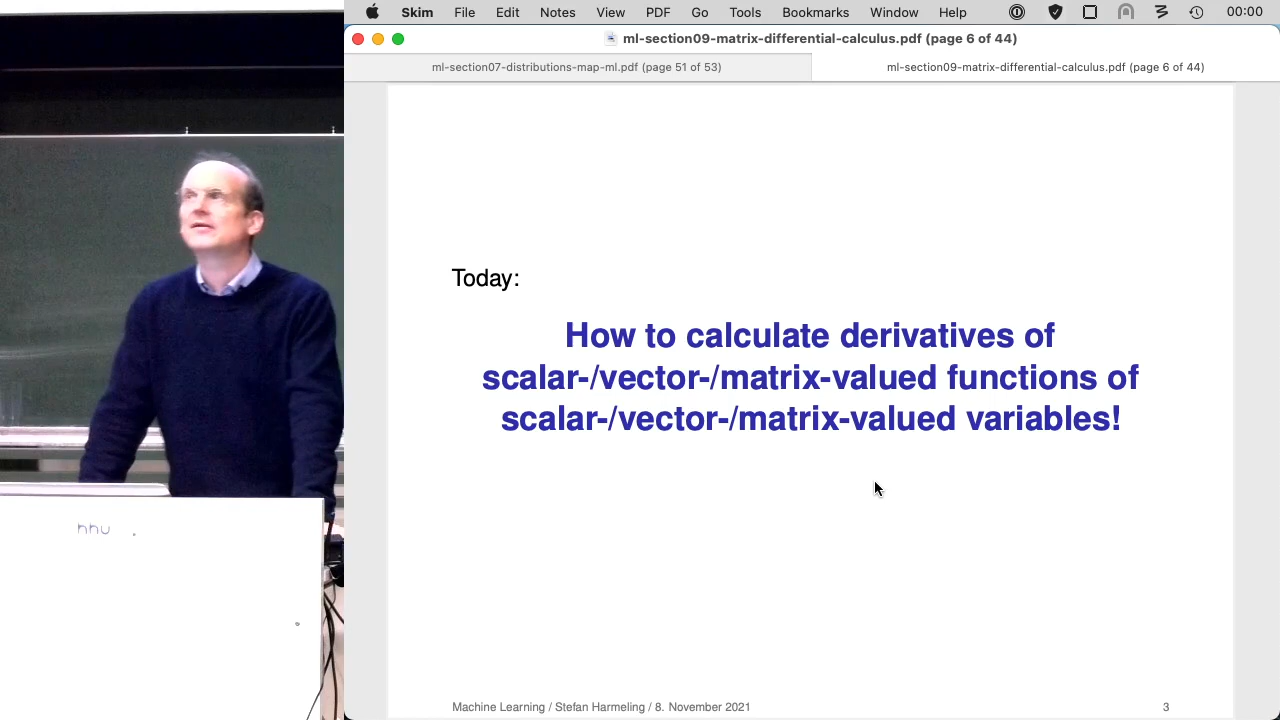 Skim File Edit Notes View PDF Go Tools Bookmarks Window Help 00:00
ml-section09-matrix-differential-calculus.pdf (page 6 of 44)
ml-section07-distributions-map-ml.pdf (page 51 of 53) ml-section09-matrix-differential-calculus.pdf (page 6 of 44)
Today:
How to calculate derivatives of
scalar-/vector-/matrix-valued functions of
scalar-/vector-/matrix-valued variables!
hhu
Machine Learning / Stefan Harmeling / 8. November 2021 3